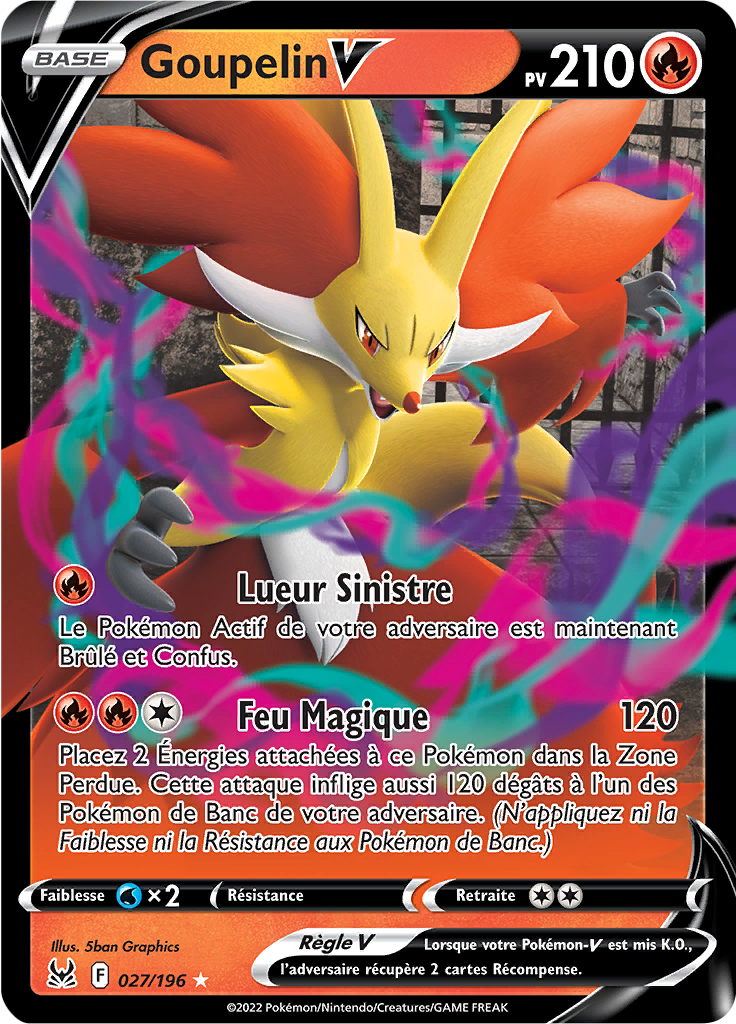 BASE
Goupelin V
PV 210
Lueur Sinistre
Le Pokémon Actif de votre adversaire est maintenant
Brûlé et Confus.
Feu Magique 120
Placez 2 Énergies attachées à ce Pokémon dans la Zone
Perdue. Cette attaque inflige aussi 120 dégâts à l'un des
Pokémon de Banc de votre adversaire. (N'appliquez ni la
Faiblesse ni la Résistance aux Pokémon de Banc.)
Faiblesse ×2 Résistance Retraite
Illus. 5ban Graphics
Règle V Lorsque votre Pokémon-V est mis K.O.,
l'adversaire récupère 2 cartes Récompense.
F 027/196 ★
©2022 Pokémon/Nintendo/Creatures/GAME FREAK